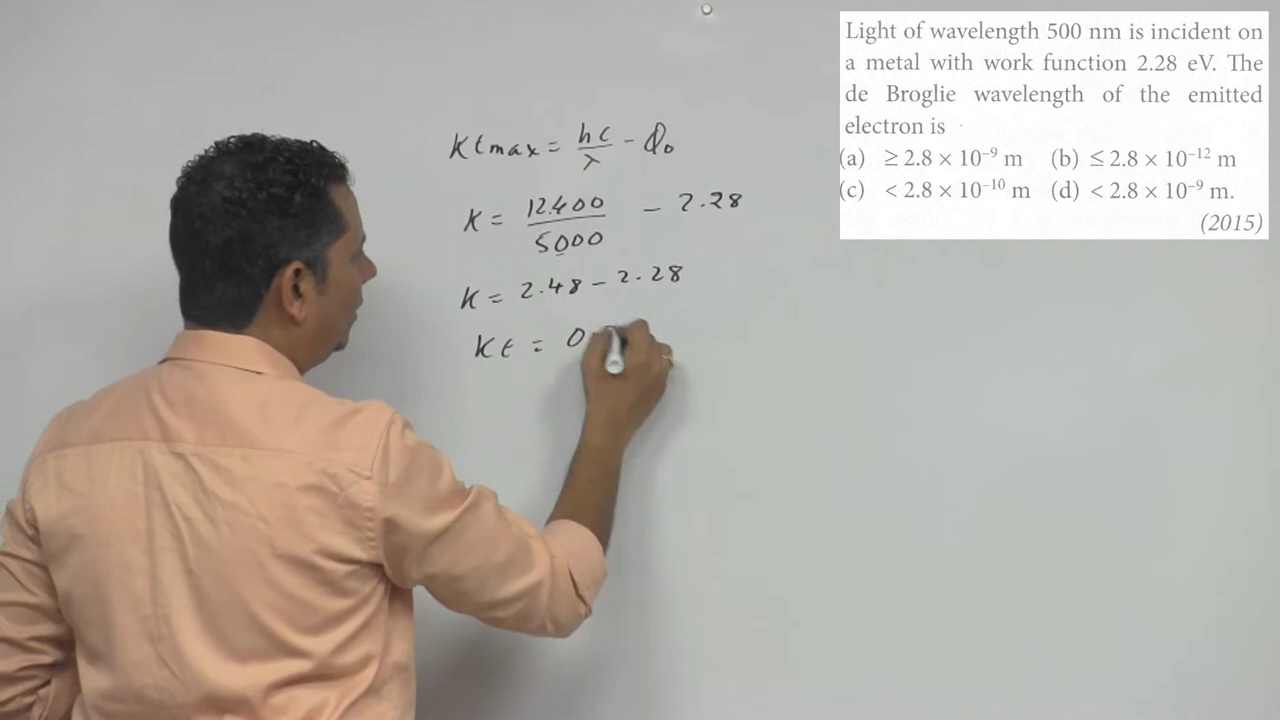 Ktmax = hc/λ - Φ₀
K = 12400/5000 - 2.28
K = 2.48 - 2.28
Kt = 0
Light of wavelength 500 nm is incident on
a metal with work function 2.28 eV. The
de Broglie wavelength of the emitted
electron is
(a) ≥ 2.8 × 10⁻⁹ m (b) ≤ 2.8 × 10⁻¹² m
(c) < 2.8 × 10⁻¹⁰ m (d) < 2.8 × 10⁻⁹ m.
(2015)